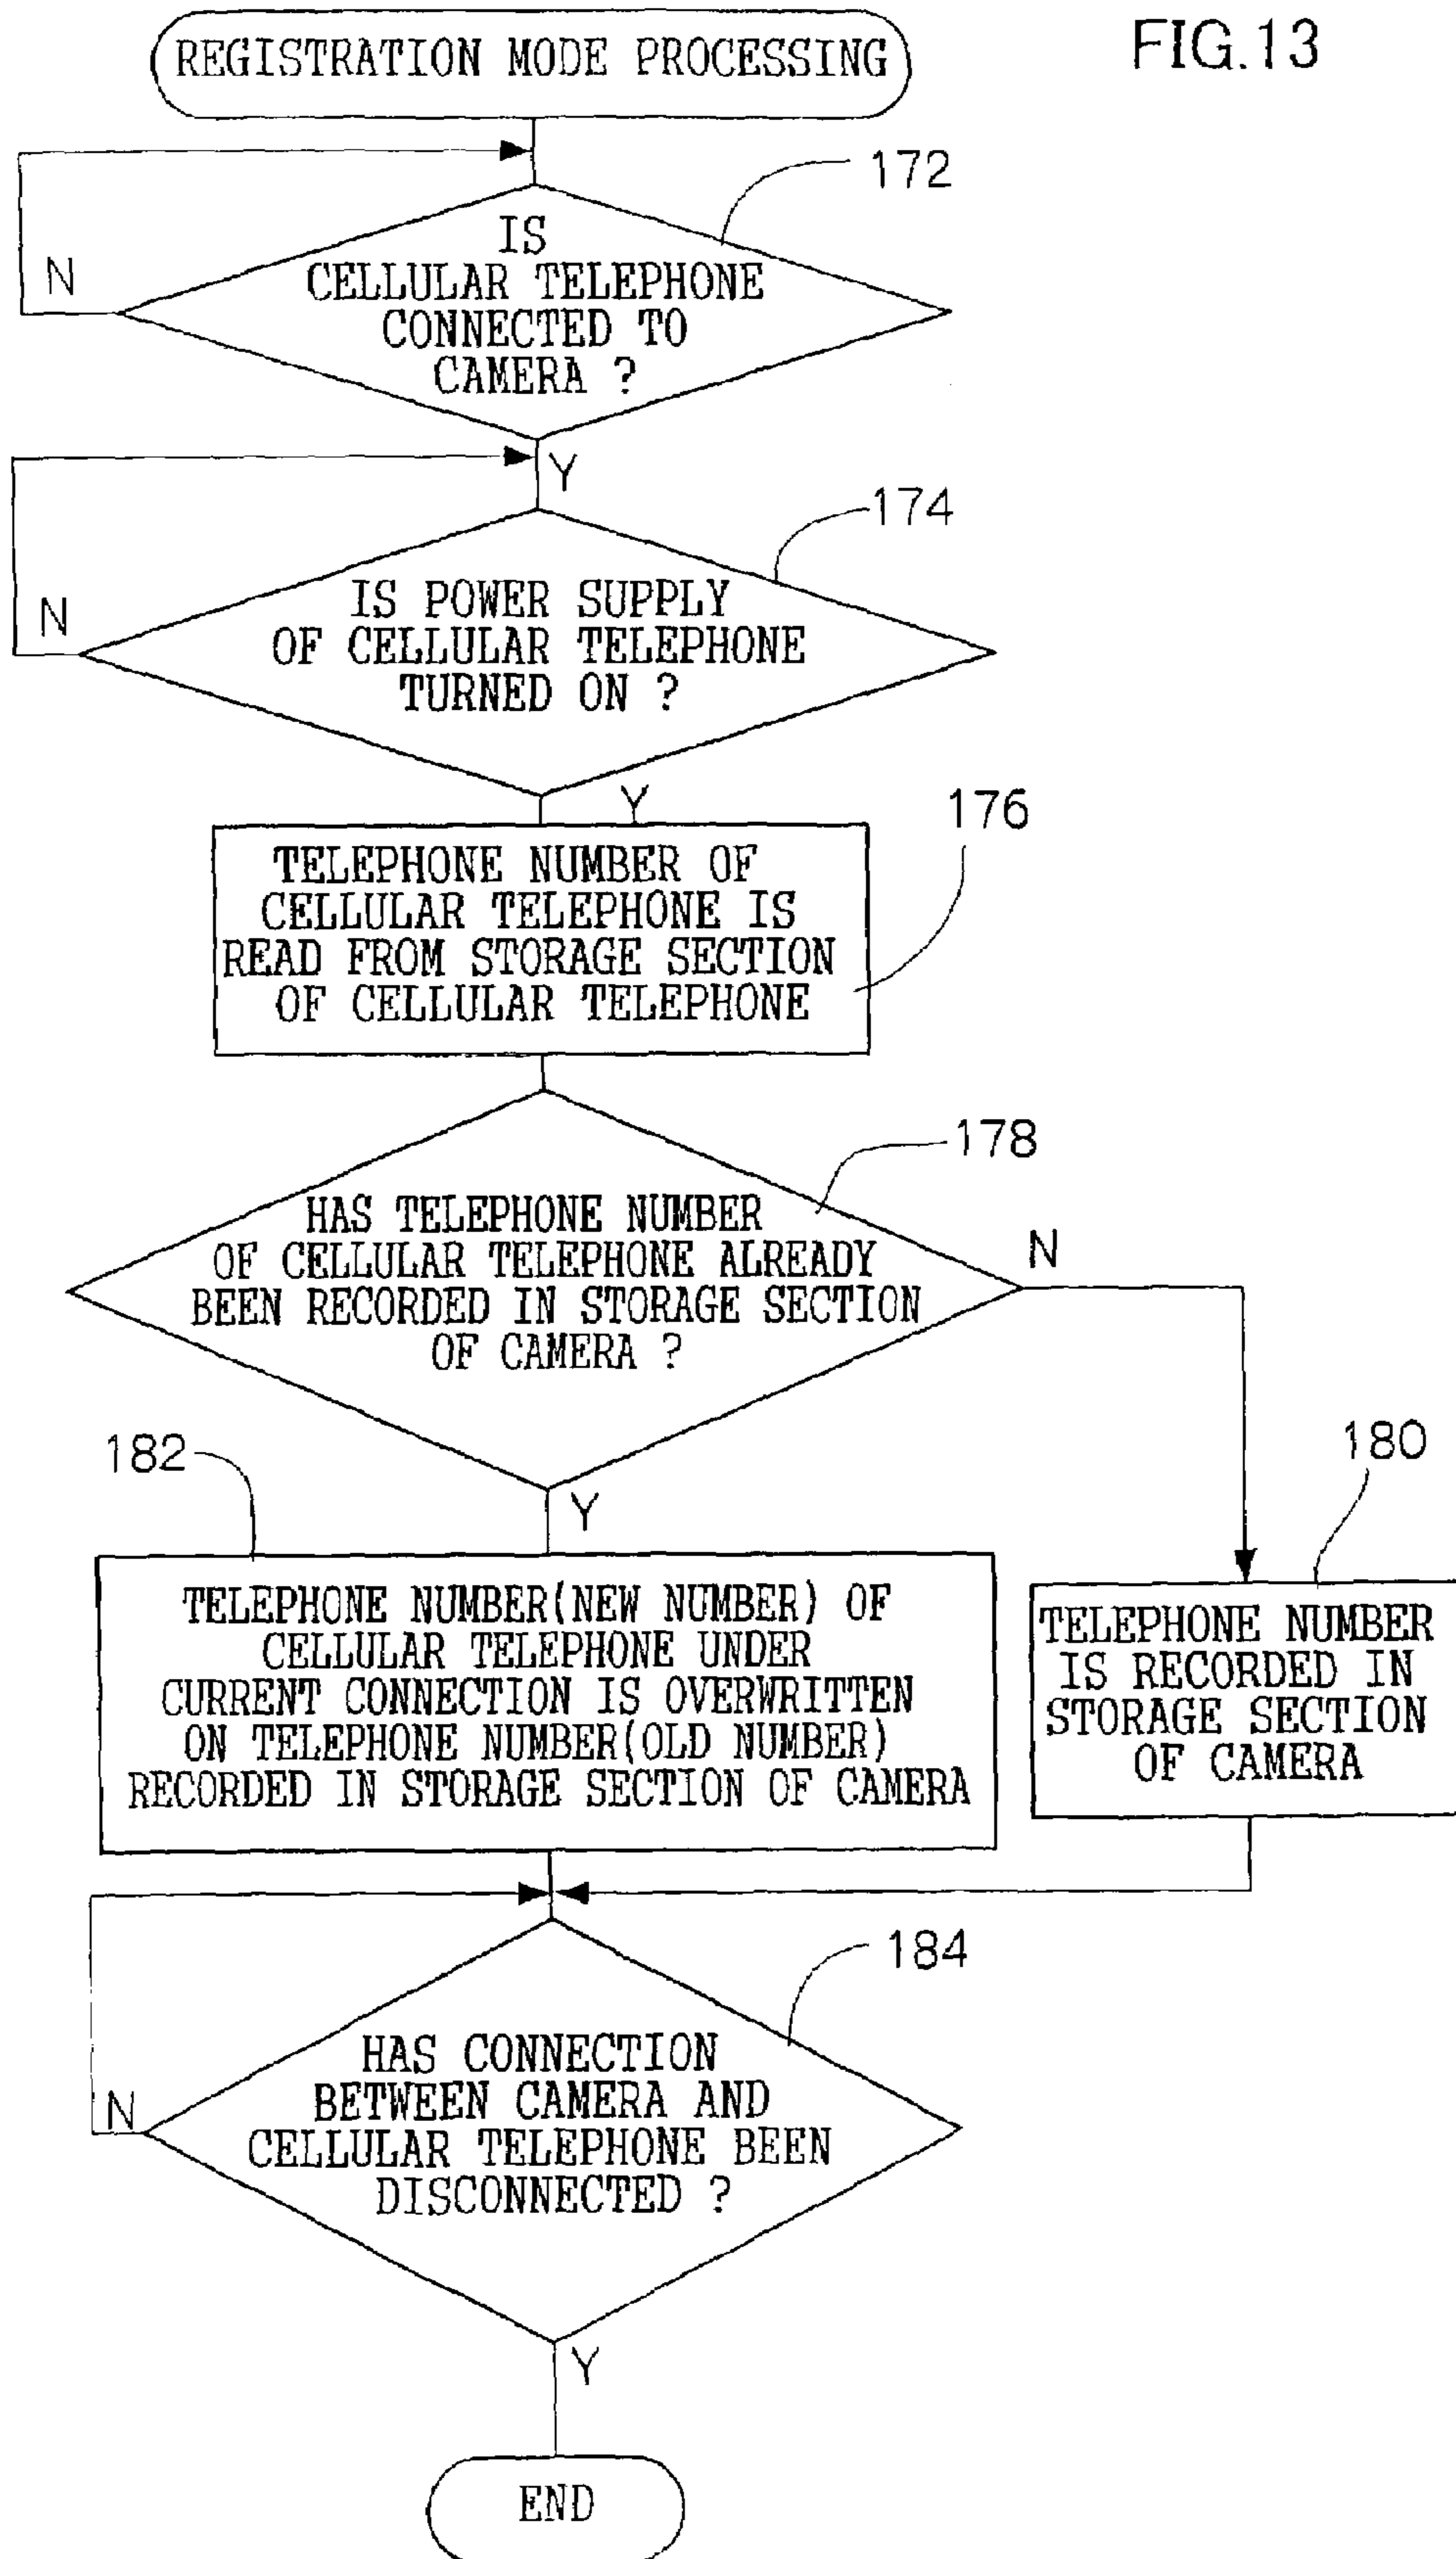 FIG.13
REGISTRATION MODE PROCESSING
172
IS
CELLULAR TELEPHONE
CONNECTED TO
CAMERA ?
N
Y
174
IS POWER SUPPLY
OF CELLULAR TELEPHONE
TURNED ON ?
N
Y
176
TELEPHONE NUMBER OF
CELLULAR TELEPHONE IS
READ FROM STORAGE SECTION
OF CELLULAR TELEPHONE
178
HAS TELEPHONE NUMBER
OF CELLULAR TELEPHONE ALREADY
BEEN RECORDED IN STORAGE SECTION
OF CAMERA ?
N
Y
182
TELEPHONE NUMBER(NEW NUMBER) OF
CELLULAR TELEPHONE UNDER
CURRENT CONNECTION IS OVERWRITTEN
ON TELEPHONE NUMBER(OLD NUMBER)
RECORDED IN STORAGE SECTION OF CAMERA
180
TELEPHONE NUMBER
IS RECORDED IN
STORAGE SECTION
OF CAMERA
184
HAS CONNECTION
BETWEEN CAMERA AND
CELLULAR TELEPHONE BEEN
DISCONNECTED ?
N
Y
END